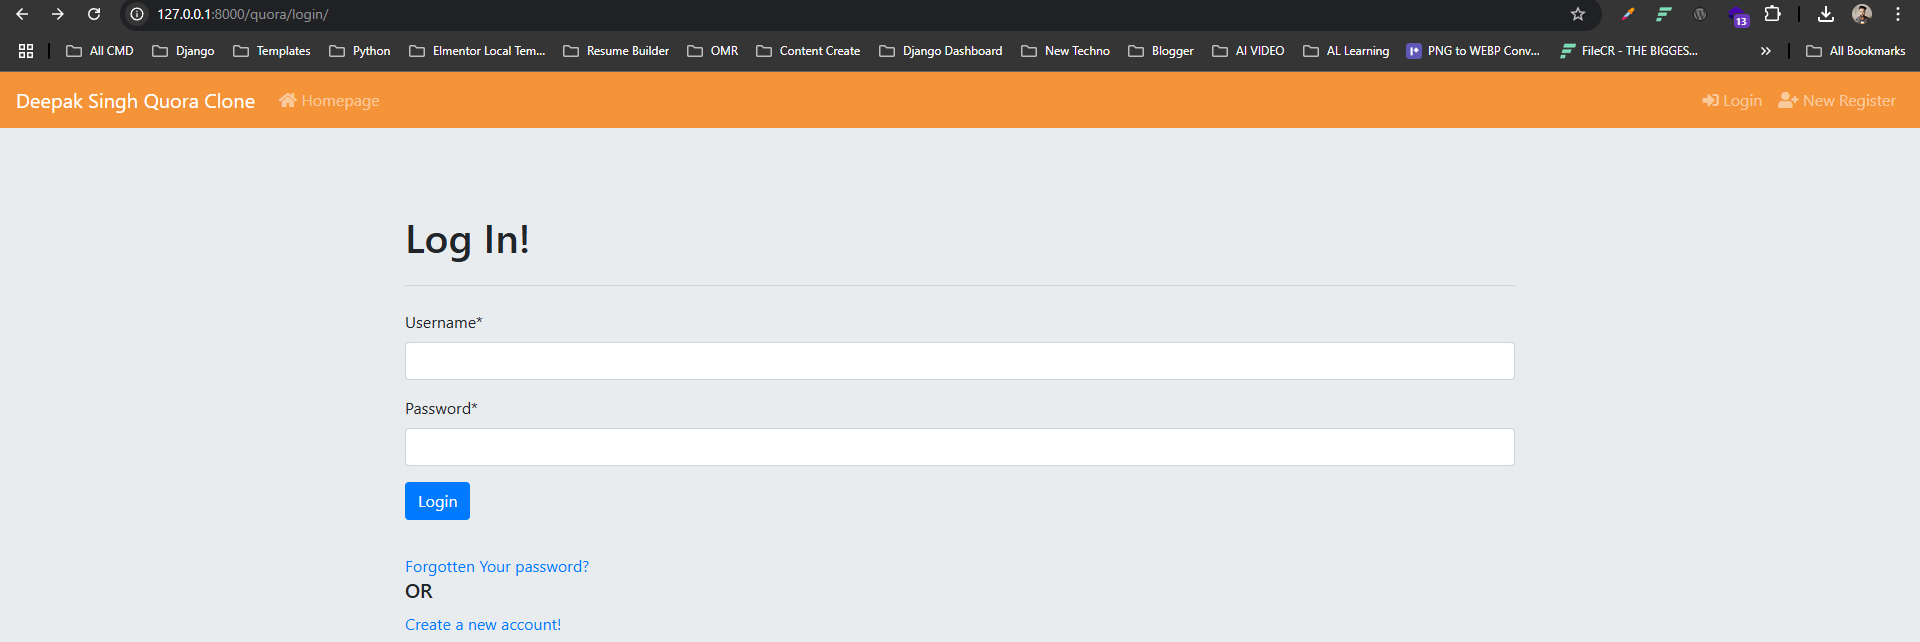 127.0.0.1:8000/quora/login/
13
All CMD Django Templates Python Elmentor Local Tem... Resume Builder OMR Content Create Django Dashboard New Techno Blogger AI VIDEO AL Learning PNG to WEBP Conv... FileCR - THE BIGGES... » All Bookmarks
Deepak Singh Quora Clone Homepage Login New Register
Log In!
Username*
Password*
Login
Forgotten Your password?
OR
Create a new account!